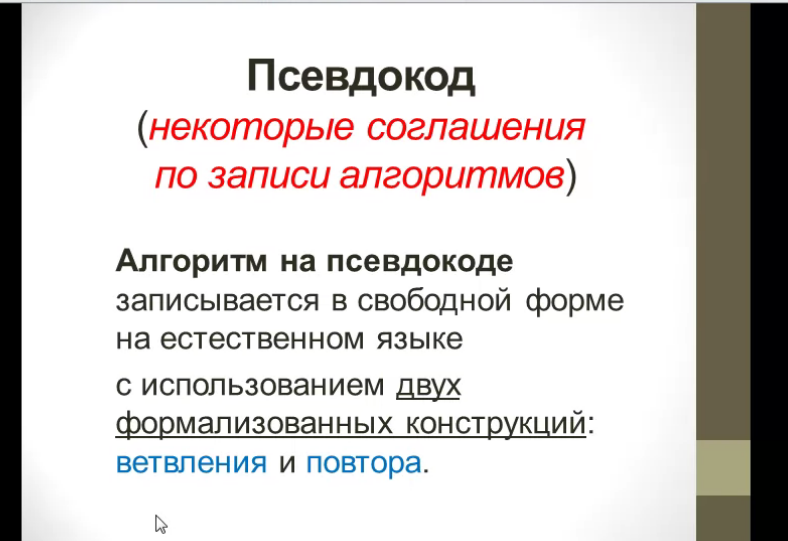 Псевдокод
(некоторые соглашения
по записи алгоритмов)
Алгоритм на псевдокоде
записывается в свободной форме
на естественном языке
с использованием двух
формализованных конструкций:
ветвления и повтора.